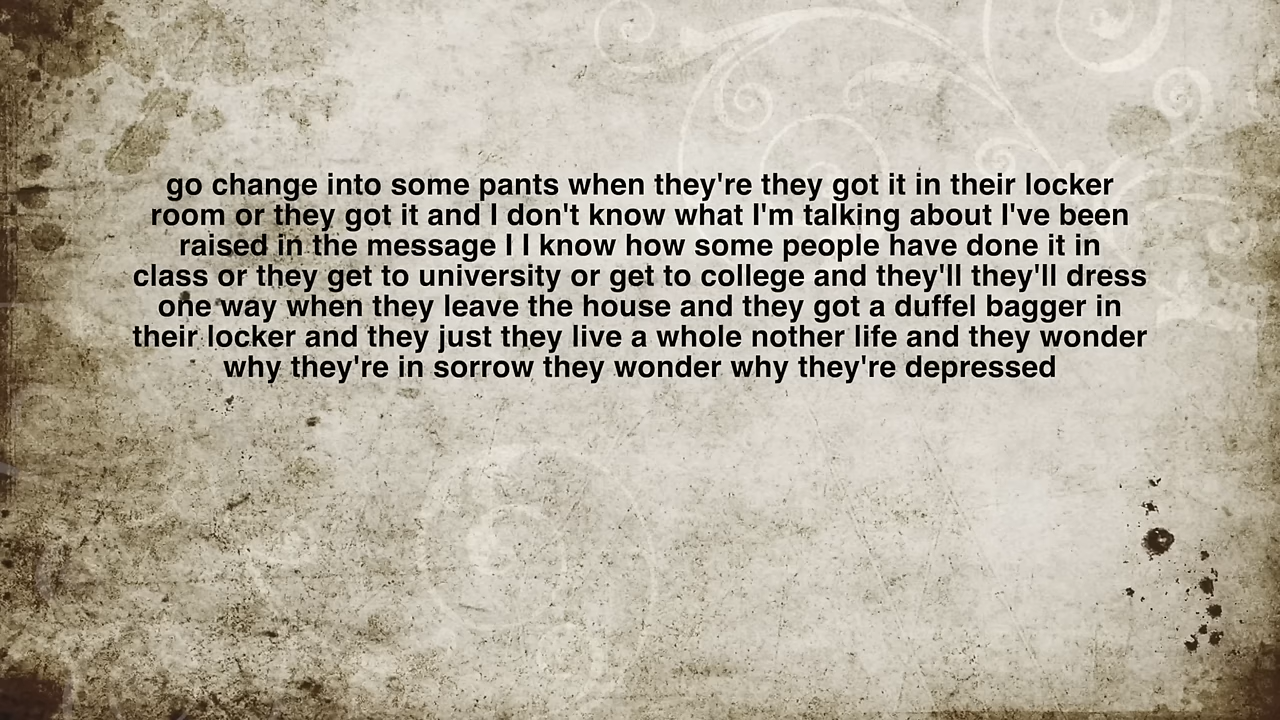 go change into some pants when they're they got it in their locker
room or they got it and I don't know what I'm talking about I've been
raised in the message I I know how some people have done it in
class or they get to university or get to college and they'll they'll dress
one way when they leave the house and they got a duffel bagger in
their locker and they just they live a whole nother life and they wonder
why they're in sorrow they wonder why they're depressed